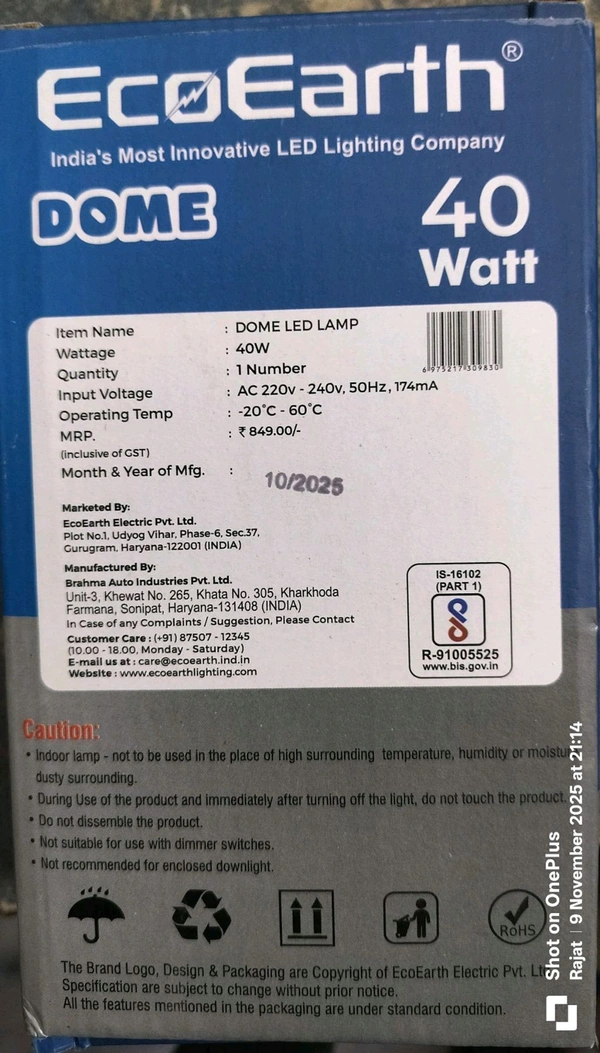 EcoEarth®
India's Most Innovative LED Lighting Company
DOME
40
Watt
Item Name : DOME LED LAMP
Wattage : 40W
Quantity : 1 Number
Input Voltage : AC 220v - 240v, 50Hz, 174mA
Operating Temp : -20°C - 60°C
MRP. : ₹ 849.00/-
(inclusive of GST)
Month & Year of Mfg. : 10/2025
6 975217 309830
Marketed By:
EcoEarth Electric Pvt. Ltd.
Plot No.1, Udyog Vihar, Phase-6, Sec.37,
Gurugram, Haryana-122001 (INDIA)
Manufactured By:
Brahma Auto Industries Pvt. Ltd.
Unit-3, Khewat No. 265, Khata No. 305, Kharkhoda
Farmana, Sonipat, Haryana-131408 (INDIA)
In Case of any Complaints / Suggestion, Please Contact
Customer Care : (+91) 87507 - 12345
(10.00 - 18.00, Monday - Saturday)
E-mail us at : care@ecoearth.ind.in
Website : www.ecoearthlighting.com
IS-16102
(PART 1)
R-91005525
www.bis.gov.in
Caution:
• Indoor lamp - not to be used in the place of high surrounding temperature, humidity or
dusty surrounding.
• During Use of the product and immediately after turning off the light, do not touch the product.
• Do not dissemble the product.
• Not suitable for use with dimmer switches.
• Not recommended for enclosed downlight.
RoHS
The Brand Logo, Design & Packaging are Copyright of EcoEarth Electric Pvt.
Specification are subject to change without prior notice.
All the features mentioned in the packaging are under standard condition.
Shot on OnePlus
Rajat | 9 November 2025 at 21:14